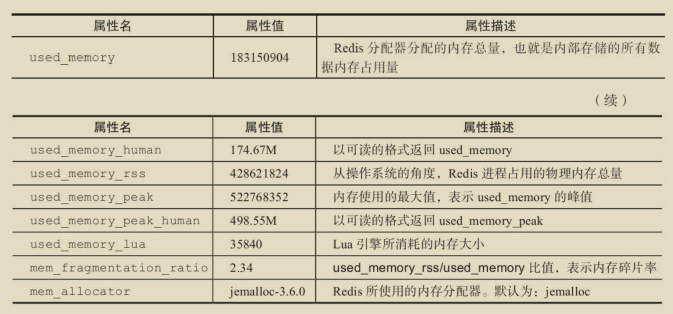 属性名 属性值 属性描述
used_memory 183150904 Redis 分配器分配的内存总量，也就是内部存储的所有数
据内存占用量
（续）
属性名 属性值 属性描述
used_memory_human 174.67M 以可读的格式返回 used_memory
used_memory_rss 428621824 从操作系统的角度，Redis 进程占用的物理内存总量
used_memory_peak 522768352 内存使用的最大值，表示 used_memory 的峰值
used_memory_peak_human 498.55M 以可读的格式返回 used_memory_peak
used_memory_lua 35840 Lua 引擎所消耗的内存大小
mem_fragmentation_ratio 2.34 used_memory_rss/used_memory 比值，表示内存碎片率
mem_allocator jemalloc-3.6.0 Redis 所使用的内存分配器。默认为：jemalloc